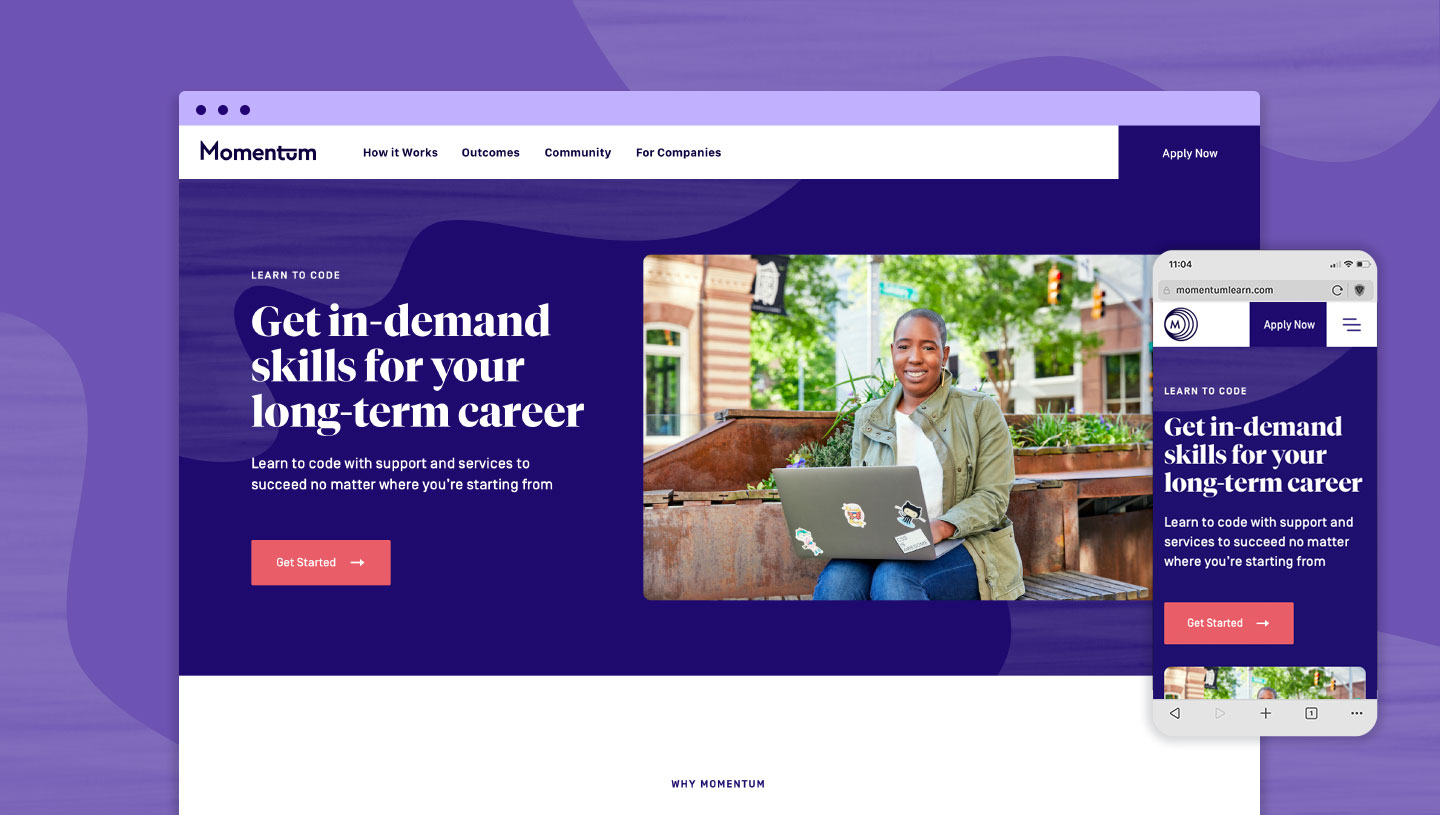 Momentum
How it Works
Outcomes
Community
For Companies
Apply Now
LEARN TO CODE
Get in-demand
skills for your
long-term career
Learn to code with support and services to
succeed no matter where you're starting from
Get Started
WHY MOMENTUM
11:04
momentumlearn.com
M
Apply Now
LEARN TO CODE
Get in-demand
skills for your
long-term career
Learn to code with support and
services to succeed no matter
where you're starting from
Get Started
1